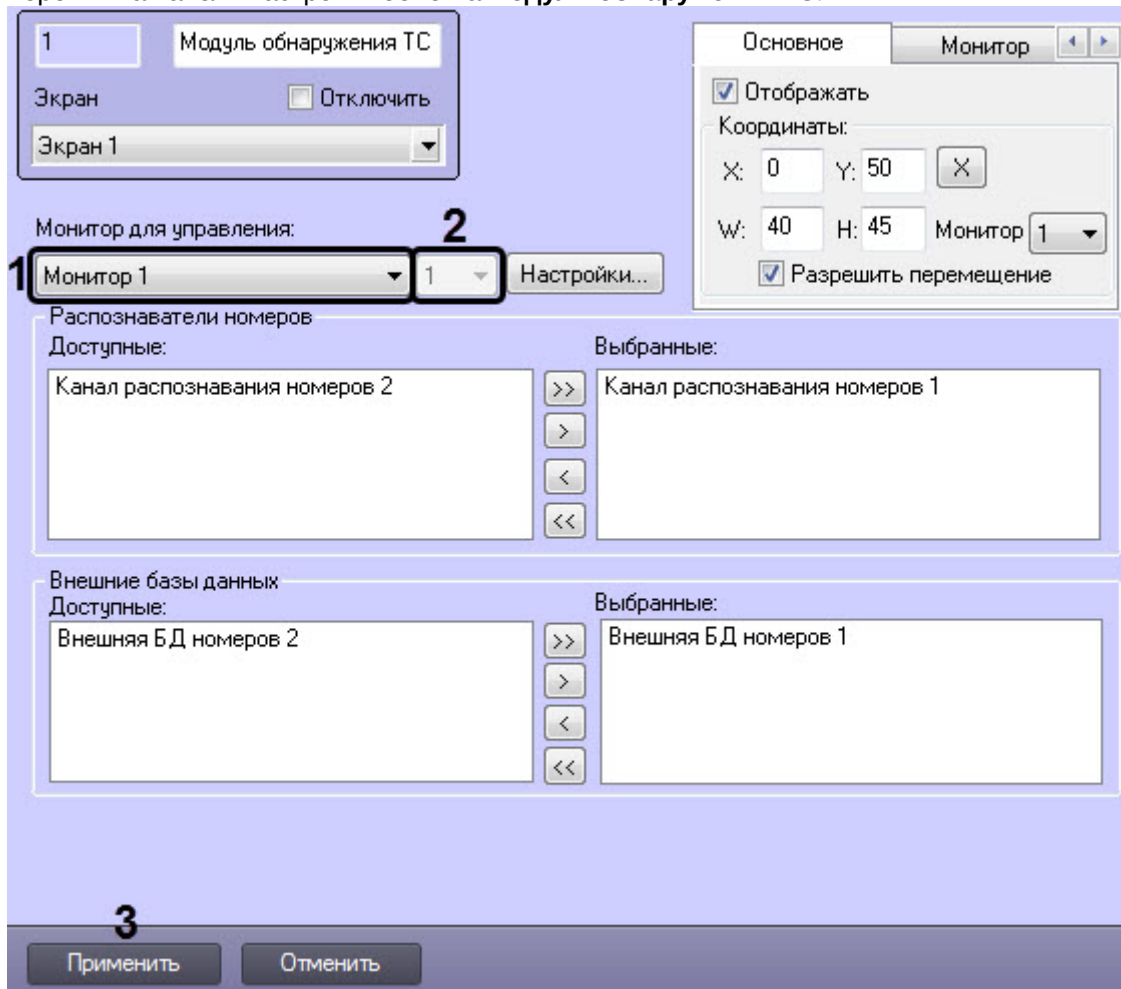 1 Модуль обнаружения ТС
Экран Отключить
Экран 1
Основное Монитор
Отображать
Координаты:
X: 0 Y: 50 X
W: 40 H: 45 Монитор 1
Разрешить перемещение
Монитор для управления:
2
1 Монитор 1 1 Настройки...
Распознаватели номеров
Доступные: Выбранные:
Канал распознавания номеров 2 >> Канал распознавания номеров 1
>
<
<<
Внешние базы данных
Доступные: Выбранные:
Внешняя БД номеров 2 >> Внешняя БД номеров 1
>
<
<<
3
Применить Отменить